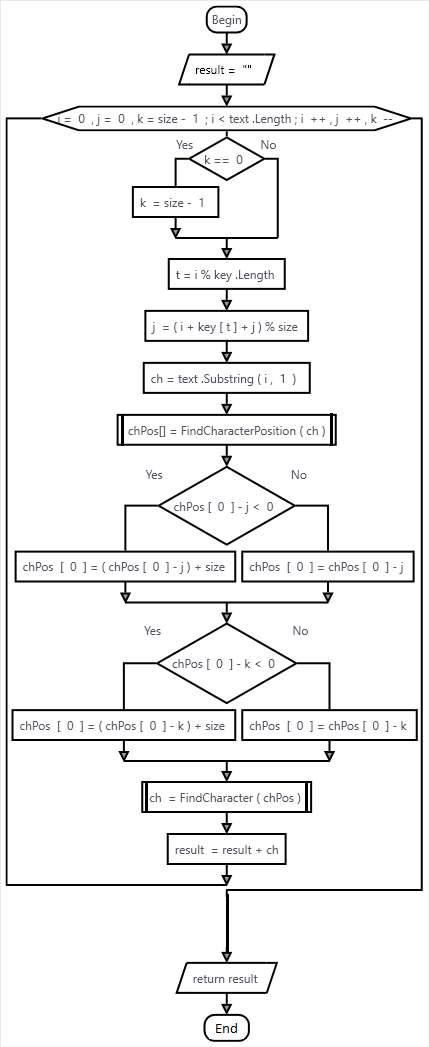 Begin
result = ""
i = 0 , j = 0 , k = size - 1 ; i < text .Length ; i ++ , j ++ , k --
Yes
No
k == 0
k = size - 1
t = i % key .Length
j = ( i + key [ t ] + j ) % size
ch = text .Substring ( i , 1 )
chPos[] = FindCharacterPosition ( ch )
Yes
No
chPos [ 0 ] - j < 0
chPos [ 0 ] = ( chPos [ 0 ] - j ) + size
chPos [ 0 ] = chPos [ 0 ] - j
Yes
No
chPos [ 0 ] - k < 0
chPos [ 0 ] = ( chPos [ 0 ] - k ) + size
chPos [ 0 ] = chPos [ 0 ] - k
ch = FindCharacter ( chPos )
result = result + ch
return result
End